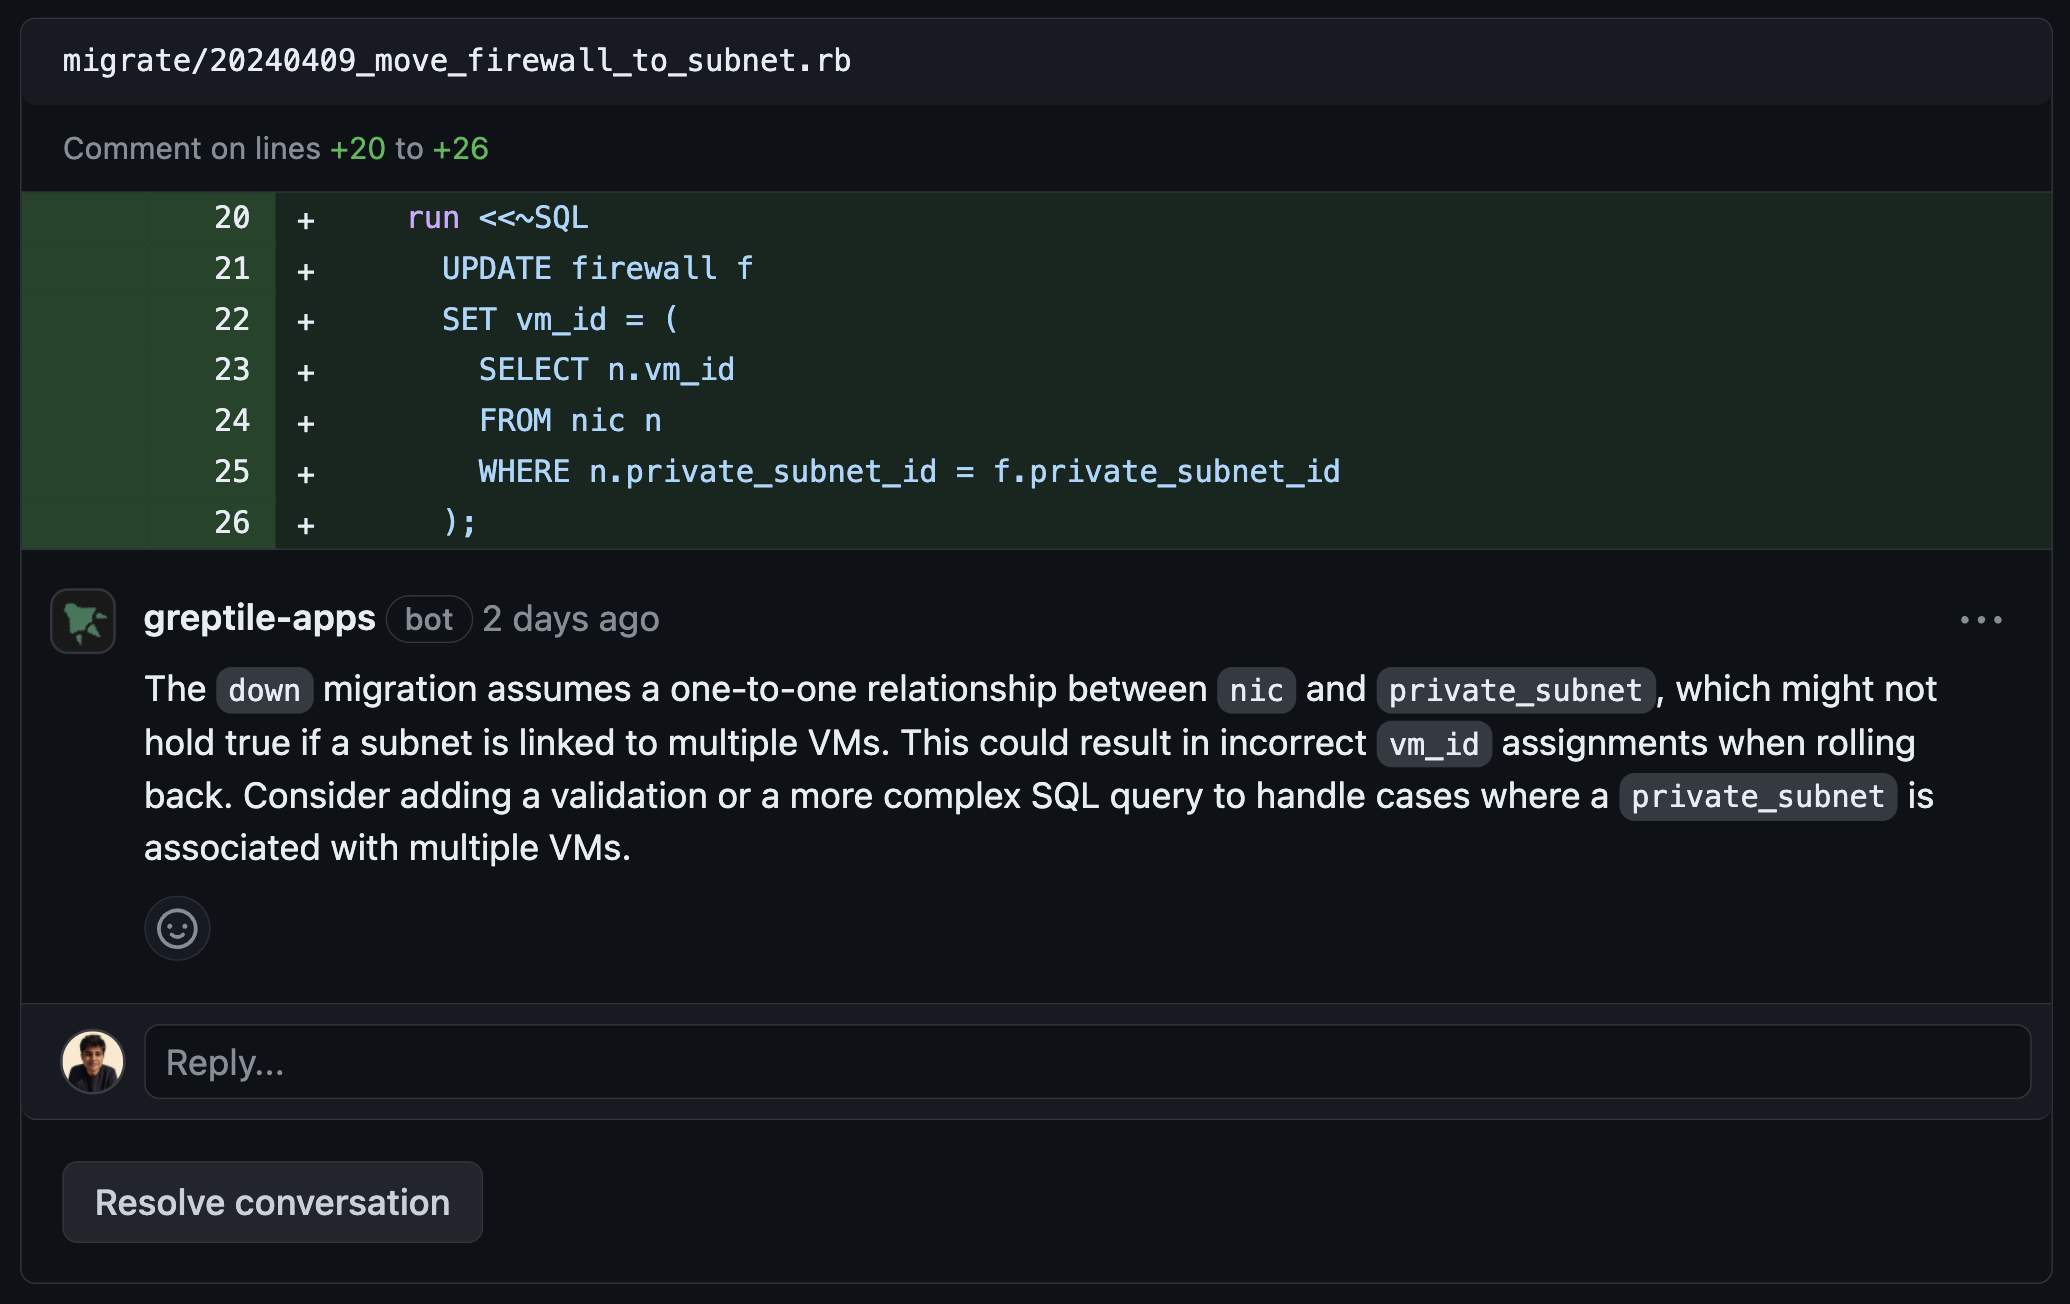 migrate/20240409_move_firewall_to_subnet.rb
Comment on lines +20 to +26
20 + run <<~SQL
21 + UPDATE firewall f
22 + SET vm_id = (
23 + SELECT n.vm_id
24 + FROM nic n
25 + WHERE n.private_subnet_id = f.private_subnet_id
26 + );
greptile-apps bot 2 days ago
The down migration assumes a one-to-one relationship between nic and private_subnet, which might not
hold true if a subnet is linked to multiple VMs. This could result in incorrect vm_id assignments when rolling
back. Consider adding a validation or a more complex SQL query to handle cases where a private_subnet is
associated with multiple VMs.
Reply...
Resolve conversation